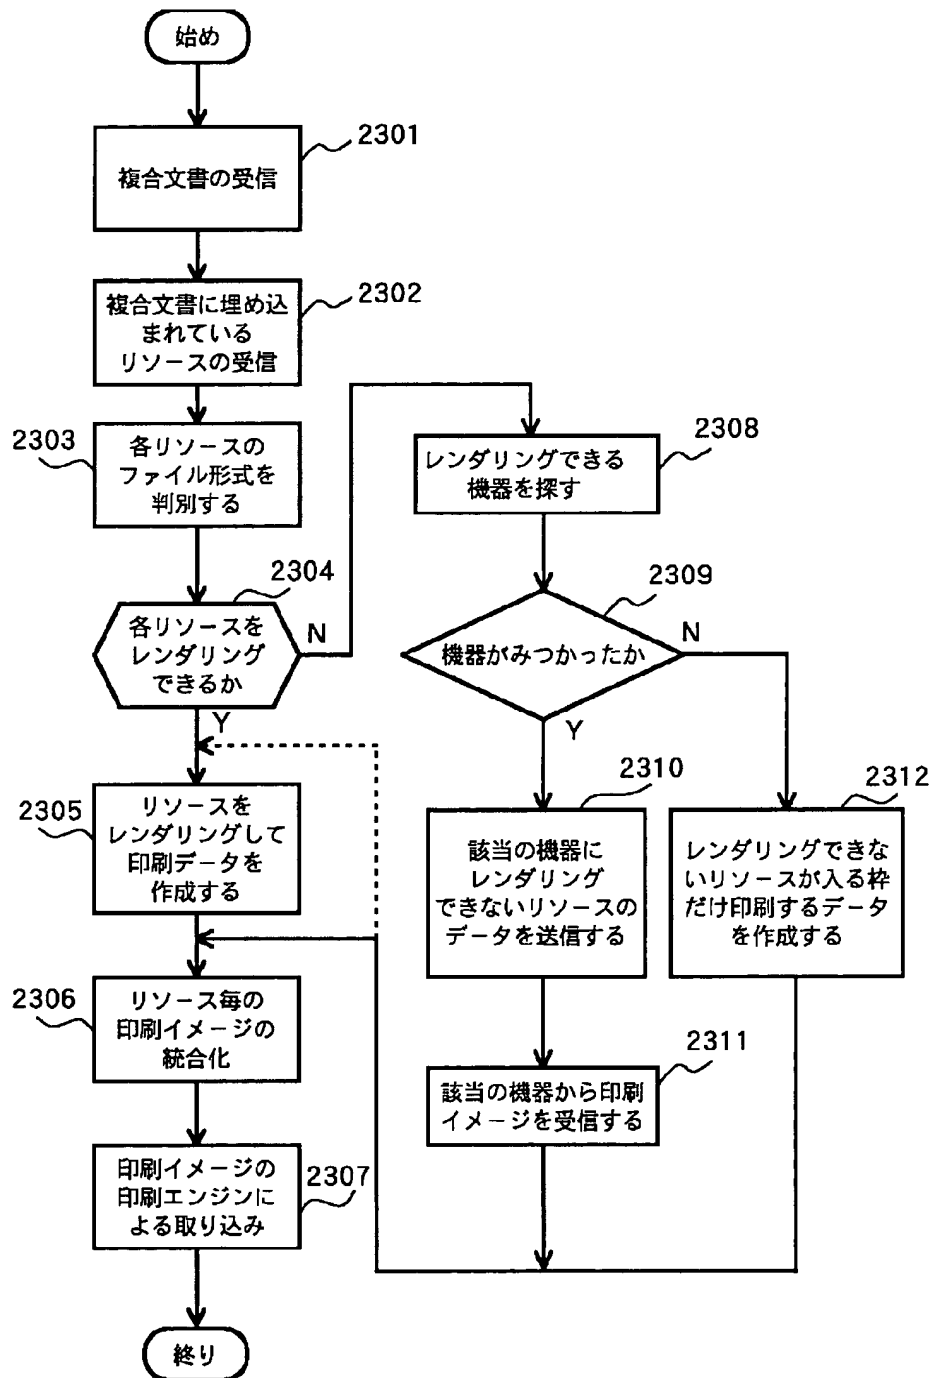 始め
2301
複合文書の受信
2302
複合文書に埋め込
まれている
リソースの受信
2303
各リソースの
ファイル形式を
判別する
2304
各リソースを
レンダリング
できるか
N
Y
2305
リソースを
レンダリングして
印刷データを
作成する
2306
リソース毎の
印刷イメージの
統合化
2307
印刷イメージの
印刷エンジンに
よる取り込み
終り
2308
レンダリングできる
機器を探す
2309
機器がみつかったか
N
Y
2310
該当の機器に
レンダリング
できないリソースの
データを送信する
2311
該当の機器から印刷
イメージを受信する
2312
レンダリングできな
いリソースが入る枠
だけ印刷するデータ
を作成する